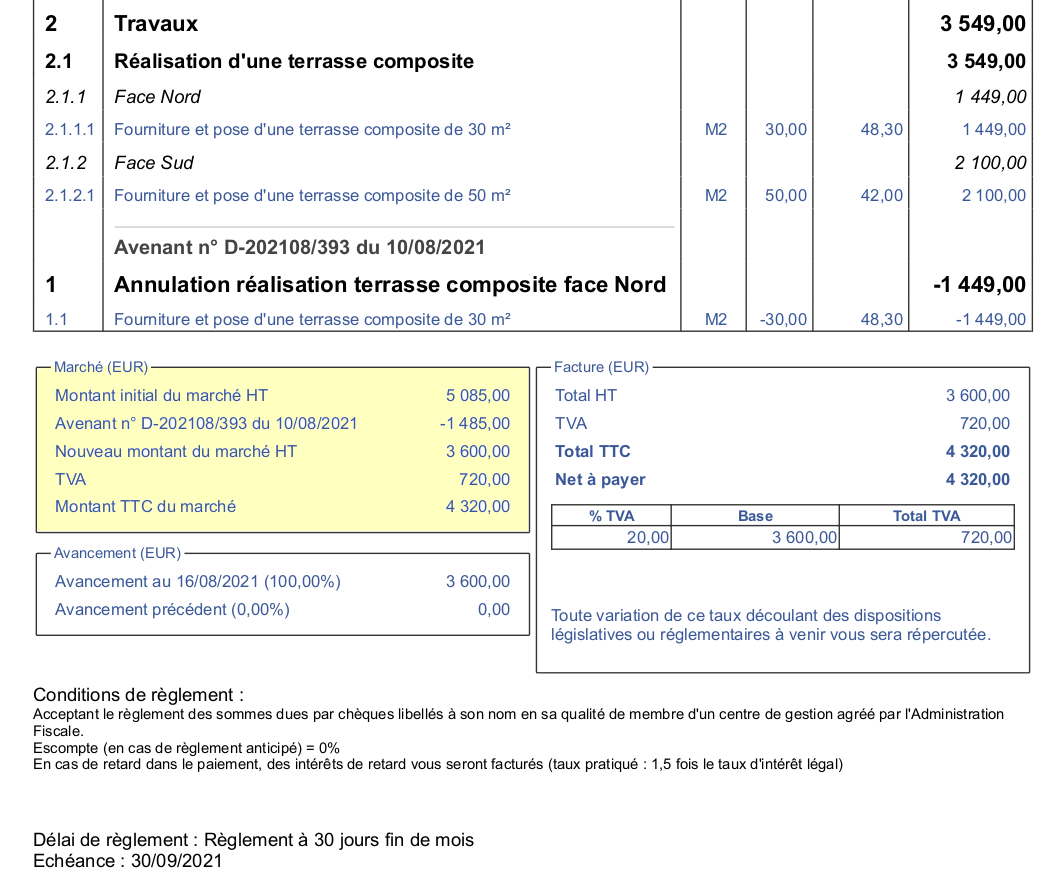 2 Travaux 3 549,00
2.1 Réalisation d'une terrasse composite 3 549,00
2.1.1 Face Nord 1 449,00
2.1.1.1 Fourniture et pose d'une terrasse composite de 30 m² M2 30,00 48,30 1 449,00
2.1.2 Face Sud 2 100,00
2.1.2.1 Fourniture et pose d'une terrasse composite de 50 m² M2 50,00 42,00 2 100,00
Avenant n° D-202108/393 du 10/08/2021
1 Annulation réalisation terrasse composite face Nord -1 449,00
1.1 Fourniture et pose d'une terrasse composite de 30 m² M2 -30,00 48,30 -1 449,00
Marché (EUR)
Montant initial du marché HT 5 085,00
Avenant n° D-202108/393 du 10/08/2021 -1 485,00
Nouveau montant du marché HT 3 600,00
TVA 720,00
Montant TTC du marché 4 320,00
Avancement (EUR)
Avancement au 16/08/2021 (100,00%) 3 600,00
Avancement précédent (0,00%) 0,00
Facture (EUR)
Total HT 3 600,00
TVA 720,00
Total TTC 4 320,00
Net à payer 4 320,00
% TVA Base Total TVA
20,00 3 600,00 720,00
Toute variation de ce taux découlant des dispositions
législatives ou réglementaires à venir vous sera répercutée.
Conditions de règlement :
Acceptant le règlement des sommes dues par chèques libellés à son nom en sa qualité de membre d'un centre de gestion agréé par l'Administration
Fiscale.
Escompte (en cas de règlement anticipé) = 0%
En cas de retard dans le paiement, des intérêts de retard vous seront facturés (taux pratiqué : 1,5 fois le taux d'intérêt légal)
Délai de règlement : Règlement à 30 jours fin de mois
Echéance : 30/09/2021